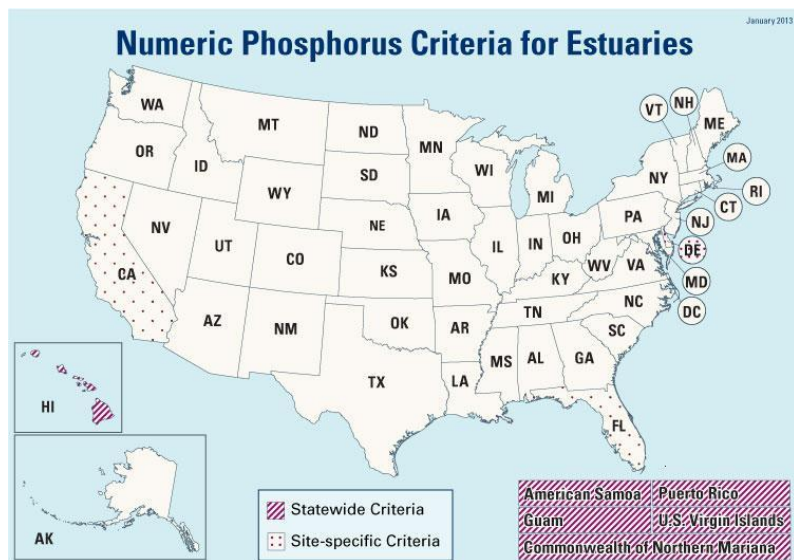 January 2013
Numeric Phosphorus Criteria for Estuaries
WA
MT
ND
MN
VT
NH
ME
OR
ID
SD
WI
MI
NY
MA
WY
RI
CT
NV
NE
IA
PA
NJ
UT
IL
IN
OH
DE
CA
CO
KS
MO
WV
VA
MD
KY
DC
AZ
NM
OK
AR
TN
NC
SC
TX
LA
MS
AL
GA
FL
HI
AK
Statewide Criteria
Site-specific Criteria
American Samoa
Puerto Rico
Guam
U.S. Virgin Islands
Commonwealth of Northern Mariana